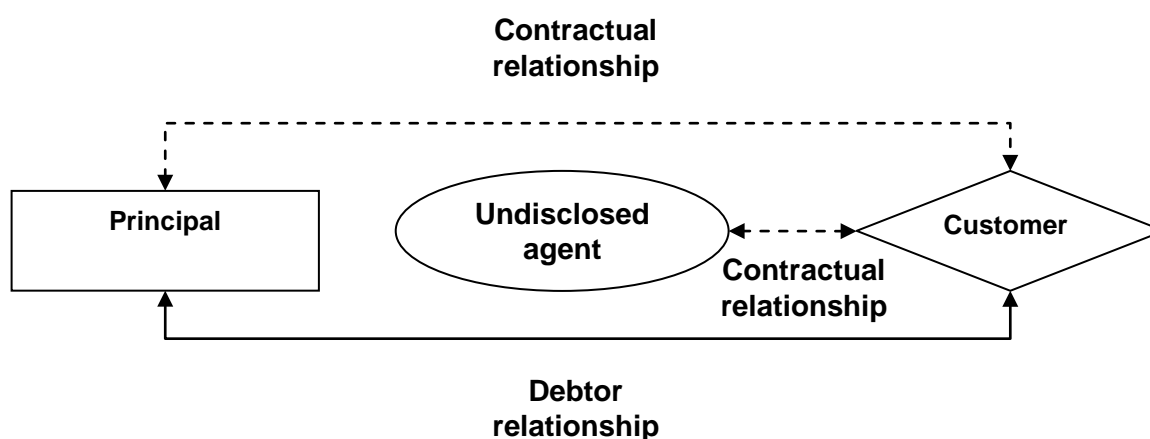 Contractual
relationship
Principal
Undisclosed
agent
Customer
Contractual
relationship
Debtor
relationship